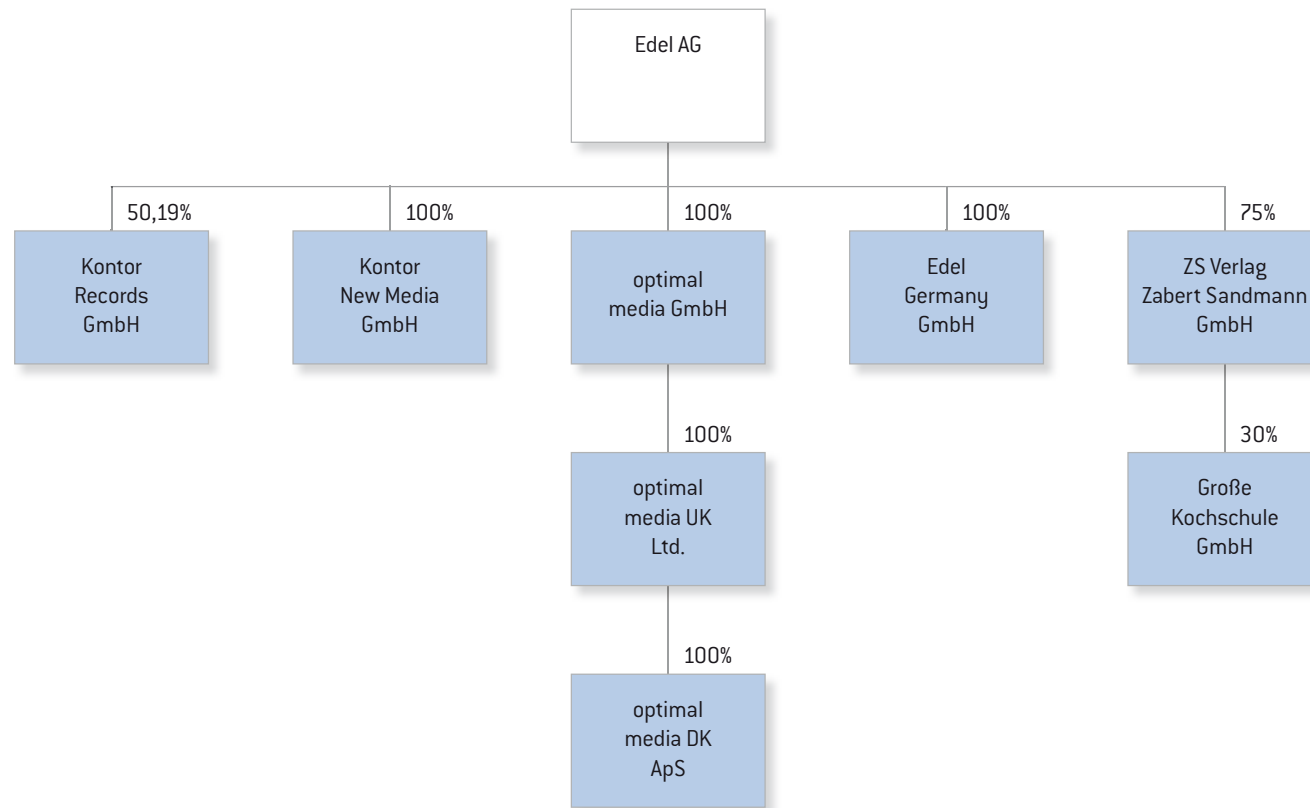 Edel AG
50,19%
100%
100%
100%
75%
Kontor
Records
GmbH
Kontor
New Media
GmbH
optimal
media GmbH
Edel
Germany
GmbH
ZS Verlag
Zabert Sandmann
GmbH
100%
30%
optimal
media UK
Ltd.
Große
Kochschule
GmbH
100%
optimal
media DK
ApS